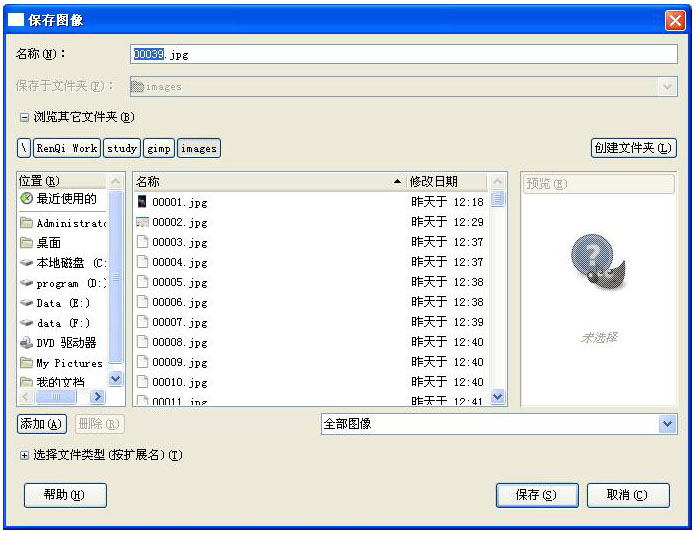 保存图像
名称(N)：
00039.jpg
保存于文件夹(F)：
images
浏览其它文件夹(B)
\ RenQi Work study gimp images
创建文件夹(L)
位置(R)
最近使用的
Administrato
桌面
本地磁盘 (C:
program (D:)
Data (E:)
data (F:)
DVD 驱动器
My Pictures
我的文档
名称 修改日期
00001.jpg 昨天于 12:18
00002.jpg 昨天于 12:29
00003.jpg 昨天于 12:37
00004.jpg 昨天于 12:37
00005.jpg 昨天于 12:38
00006.jpg 昨天于 12:38
00007.jpg 昨天于 12:39
00008.jpg 昨天于 12:40
00009.jpg 昨天于 12:40
00010.jpg 昨天于 12:40
00011.jpg 昨天于 12:41
预览(E)
?
未选择
添加(A) 删除(R)
全部图像
选择文件类型(按扩展名)(T)
帮助(H)
保存(S) 取消(C)